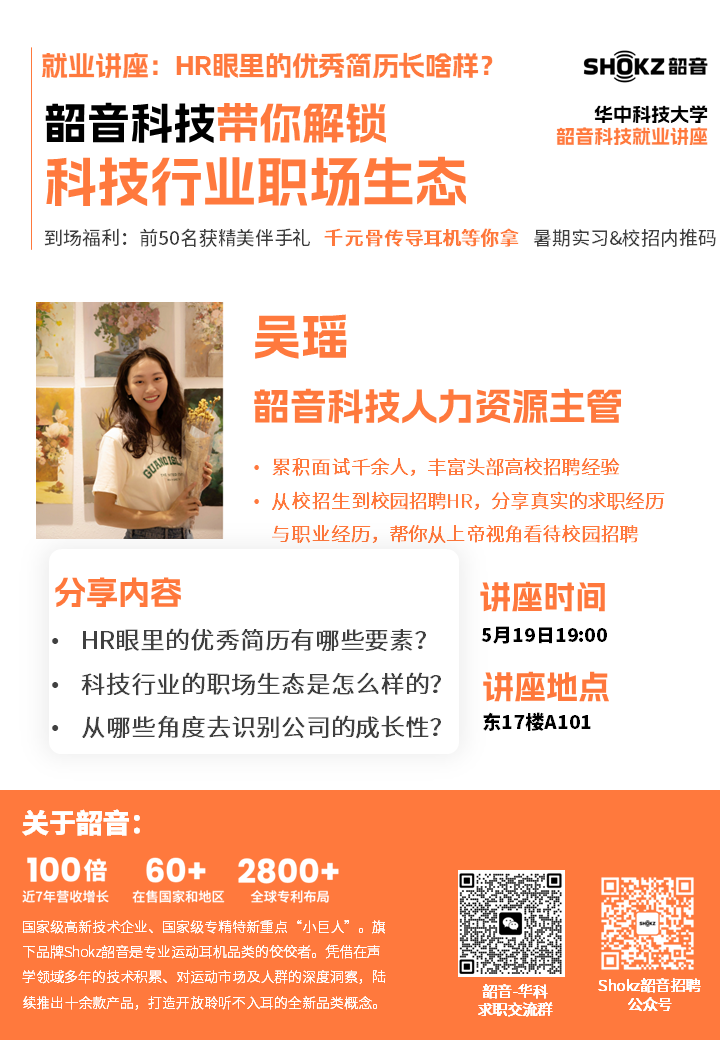 就业讲座：HR眼里的优秀简历长啥样？
SHOKZ 韶音
韶音科技带你解锁
科技行业职场生态
华中科技大学
韶音科技就业讲座
到场福利：前50名获精美伴手礼 千元骨传导耳机等你拿 暑期实习&校招内推码
吴瑶
韶音科技人力资源主管
• 累积面试千余人，丰富头部高校招聘经验
• 从校招生到校园招聘HR，分享真实的求职经历
与职业经历，帮你从上帝视角看待校园招聘
分享内容
• HR眼里的优秀简历有哪些要素？
• 科技行业的职场生态是怎么样的？
• 从哪些角度去识别公司的成长性？
讲座时间
5月19日19:00
讲座地点
东17楼A101
关于韶音：
100倍 60+ 2800+
近7年营收增长 在售国家和地区 全球专利布局
国家级高新技术企业、国家级专精特新重点“小巨人”。旗
下品牌Shokz韶音是专业运动耳机品类的佼佼者。凭借在声
学领域多年的技术积累、对运动市场及人群的深度洞察，陆
续推出十余款产品，打造开放聆听不入耳的全新品类概念。
韶音-华科
求职交流群
SHOKZ
Shokz韶音招聘
公众号